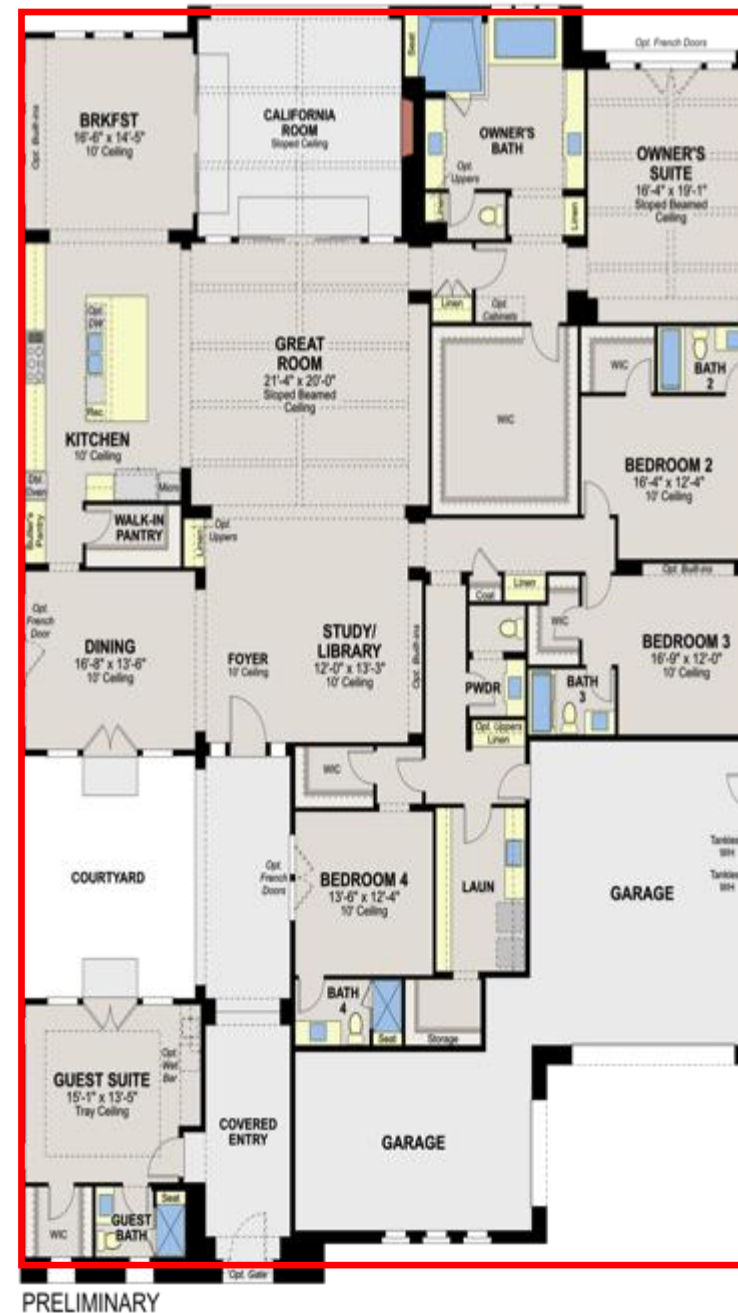 Opt. French Doors
Seat
BRKFST
16'-6" x 14'-5"
10' Ceiling
Opt. Built-ins
CALIFORNIA
ROOM
Sloped Ceiling
OWNER'S
BATH
Opt.
Uppers
Linen
Linen
OWNER'S
SUITE
16'-4" x 19'-1"
Sloped Beamed
Ceiling
Linen
Opt.
Cabinets
GREAT
ROOM
21'-4" x 20'-0"
Sloped Beamed
Ceiling
Opt.
DW
Rec.
KITCHEN
10' Ceiling
Dbl.
Oven
Micro
Butler's
Pantry
WALK-IN
PANTRY
Linen
Opt.
Uppers
WIC
WIC
BATH
2
BEDROOM 2
16'-4" x 12'-4"
10' Ceiling
Opt. Built-ins
Coat
Linen
WIC
BEDROOM 3
16'-9" x 12'-0"
10' Ceiling
BATH
3
PWDR
Opt. Uppers
Linen
Opt.
French
Door
DINING
16'-8" x 13'-6"
10' Ceiling
FOYER
10' Ceiling
STUDY/
LIBRARY
12'-0" x 13'-3"
10' Ceiling
Opt. Built-ins
WIC
COURTYARD
Opt.
French
Doors
BEDROOM 4
13'-6" x 12'-4"
10' Ceiling
LAUN
GARAGE
WH
WH
BATH
4
Seat
Storage
GUEST SUITE
15'-1" x 13'-5"
Tray Ceiling
Opt.
Wet
Bar
COVERED
ENTRY
GARAGE
WIC
GUEST
BATH
Seat
Opt. Gate
PRELIMINARY